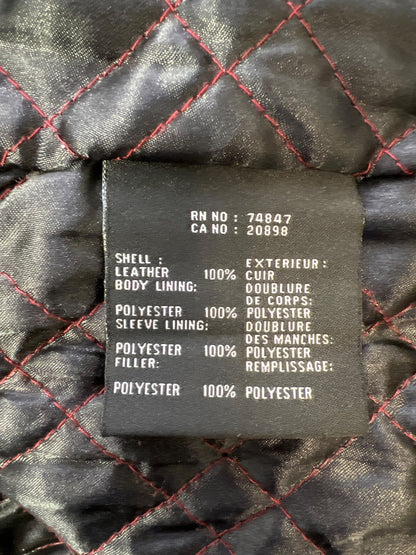 RN NO : 74847
CA NO : 20898
SHELL : EXTERIEUR :
LEATHER 100% CUIR
BODY LINING: DOUBLURE
DE CORPS:
POLYESTER 100% POLYESTER
SLEEVE LINING: DOUBLURE
DES MANCHES:
POLYESTER 100% POLYESTER
FILLER: REMPLISSAGE:
POLYESTER 100% POLYESTER